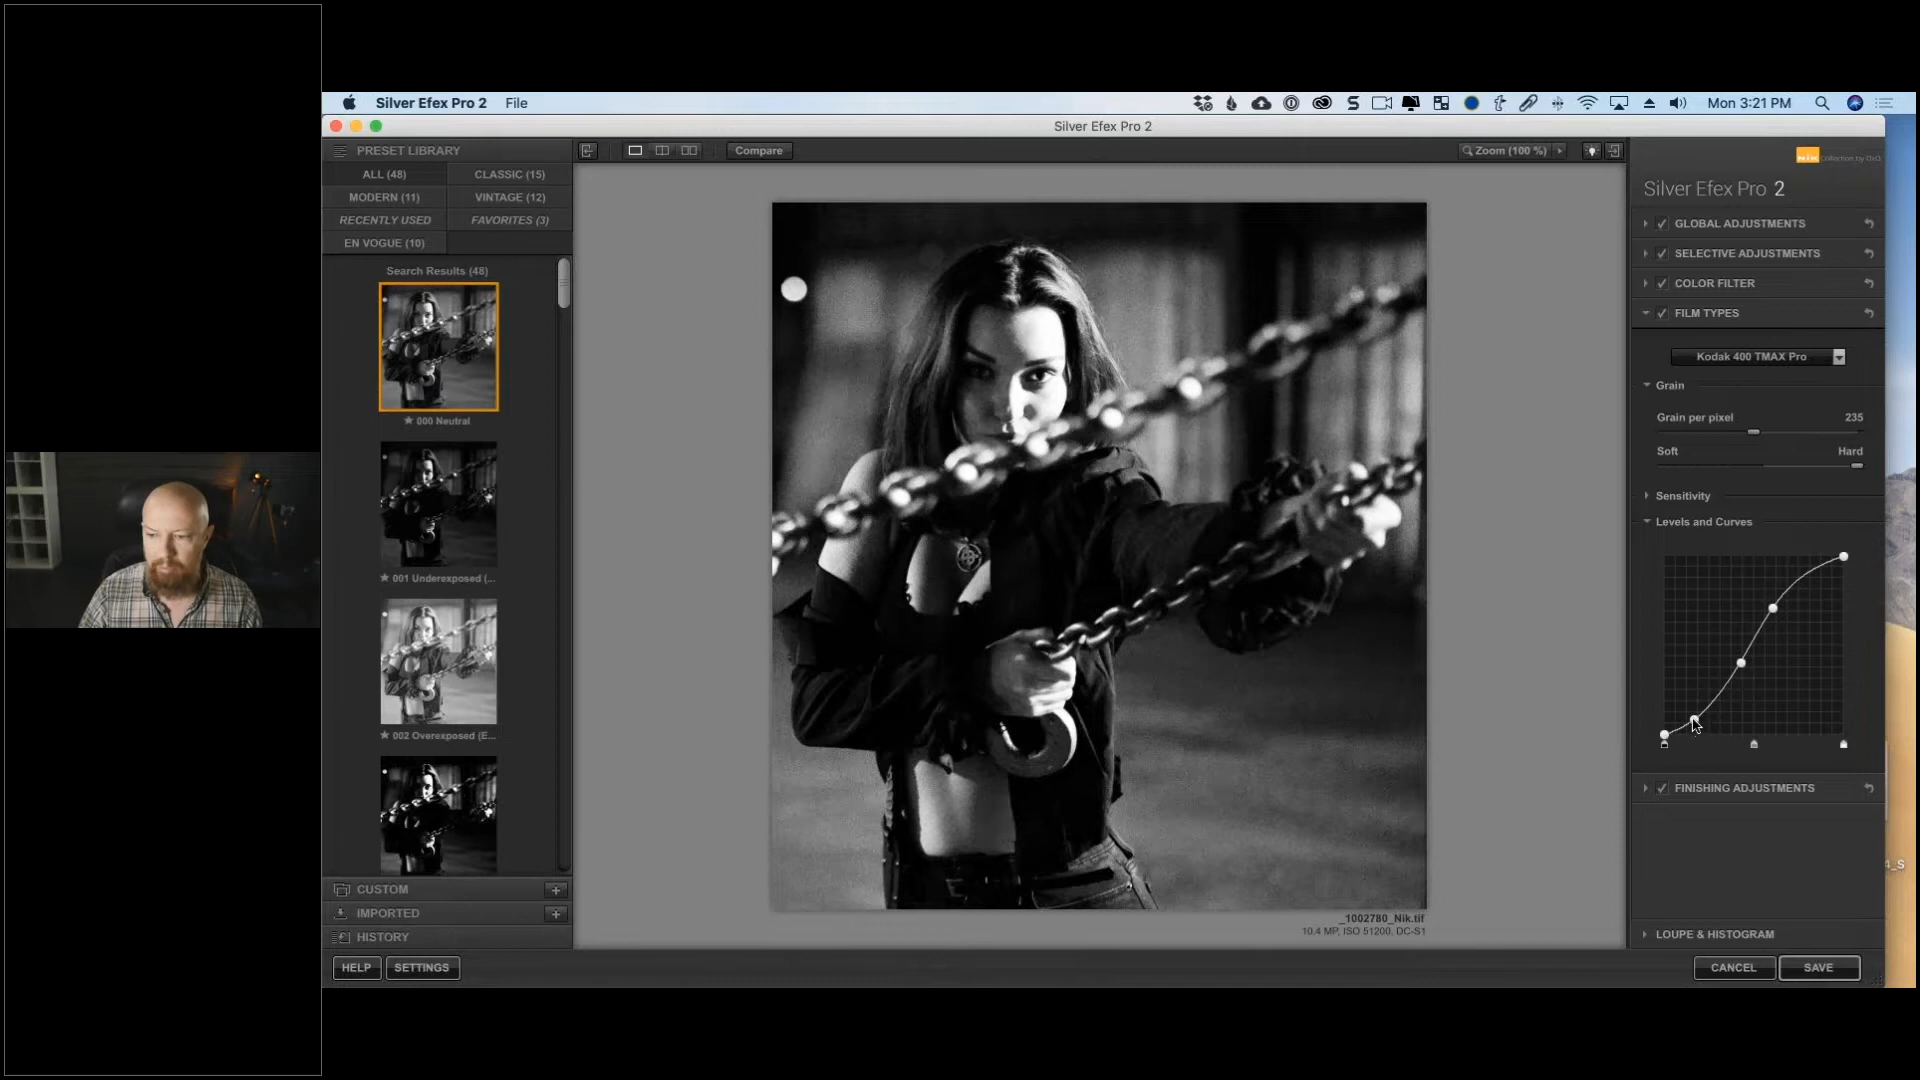 Silver Efex Pro 2 File Mon 3:21 PM
Silver Efex Pro 2
PRESET LIBRARY
ALL (48) CLASSIC (15)
MODERN (11) VINTAGE (12)
RECENTLY USED FAVORITES (3)
EN VOGUE (10)
Search Results (48)
000 Neutral
001 Underexposed (...
002 Overexposed (E...
CUSTOM
IMPORTED
HISTORY
HELP SETTINGS
Compare Zoom (100 %)
_1002780_Nik.tif
10.4 MP, ISO 51200, DC-S1
Nik Collection by DxO
Silver Efex Pro 2
GLOBAL ADJUSTMENTS
SELECTIVE ADJUSTMENTS
COLOR FILTER
FILM TYPES
Kodak 400 TMAX Pro
Grain
Grain per pixel 235
Soft Hard
Sensitivity
Levels and Curves
FINISHING ADJUSTMENTS
LOUPE & HISTOGRAM
CANCEL SAVE